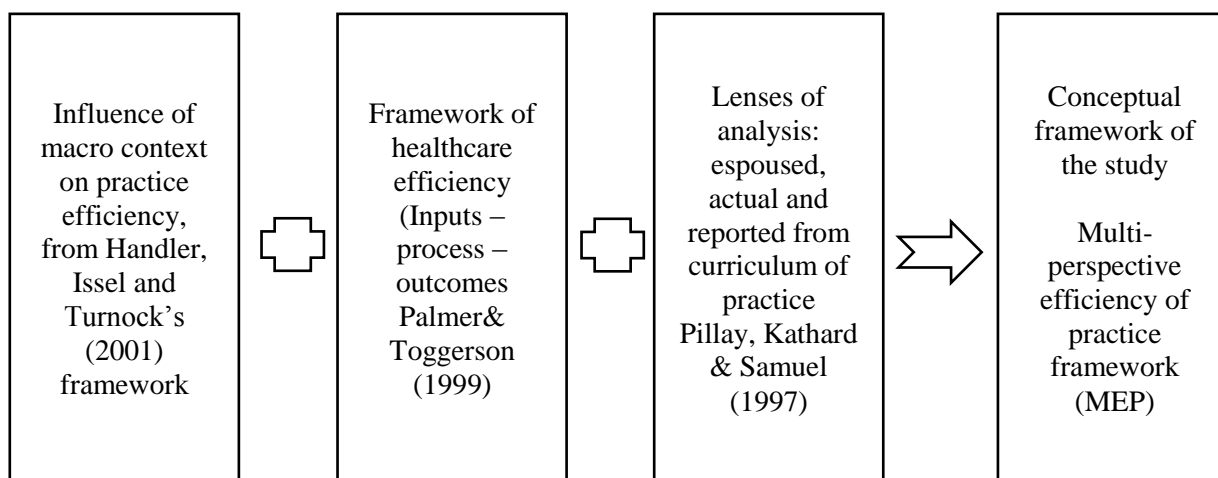 Influence of
macro context
on practice
efficiency,
from Handler,
Issel and
Turnock’s
(2001)
framework
Framework of
healthcare
efficiency
(Inputs –
process –
outcomes
Palmer&
Toggerson
(1999)
Lenses of
analysis:
espoused,
actual and
reported from
curriculum of
practice
Pillay, Kathard
& Samuel
(1997)
Conceptual
framework of
the study
Multi-
perspective
efficiency of
practice
framework
(MEP)